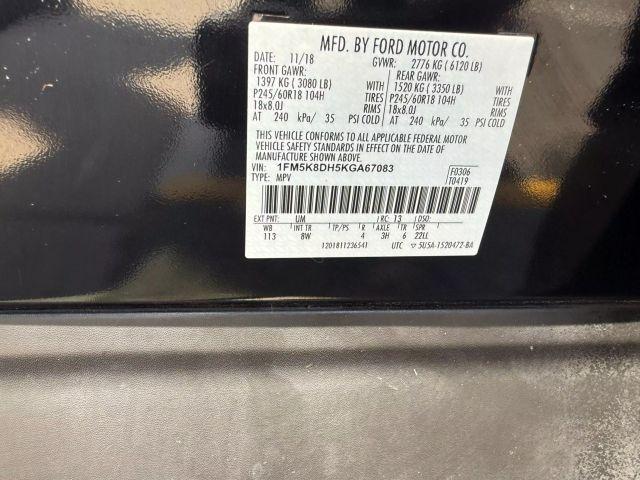 MFD. BY FORD MOTOR CO.
DATE: 11/18 GVWR: 2776 KG ( 6120 LB)
FRONT GAWR: REAR GAWR:
1397 KG ( 3080 LB) 1520 KG ( 3350 LB)
P245/60R18 104H TIRES P245/60R18 104H TIRES
18x8.0J RIMS 18x8.0J RIMS
AT 240 kPa/ 35 PSI COLD AT 240 kPa/ 35 PSI COLD
THIS VEHICLE CONFORMS TO ALL APPLICABLE FEDERAL MOTOR
VEHICLE SAFETY STANDARDS IN EFFECT ON THE DATE OF
MANUFACTURE SHOWN ABOVE.
VIN: 1FM5K8DH5KGA67083 F0306
TYPE: MPV T0419
EXT PNT: UM RC: 13 DSO:
WB INT TR TP/PS R AXLE TR SPR
113 8W 4 3H 6 22LL
1201811236541 UTC ▽ 5U5A-1520472-BA